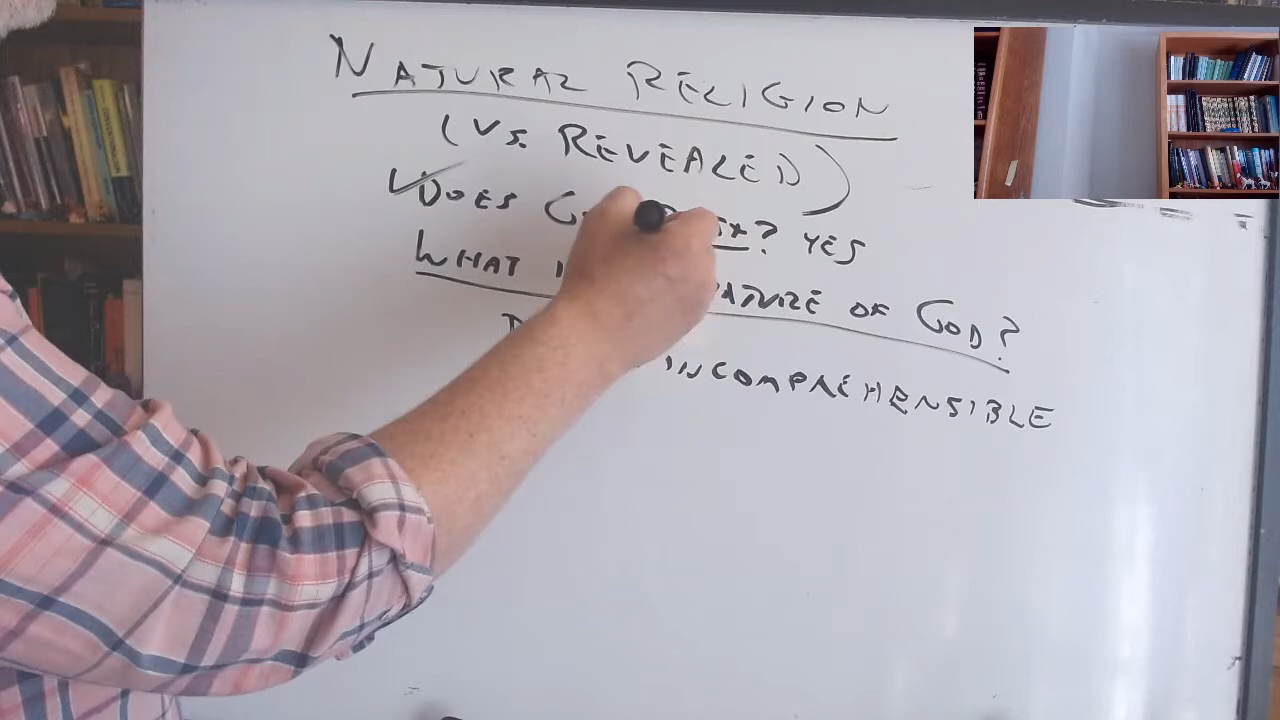 NATURAL RELIGION
(VS. REVEALED)
DOES ? YES
WHAT NATURE OF GOD?
INCOMPREHENSIBLE